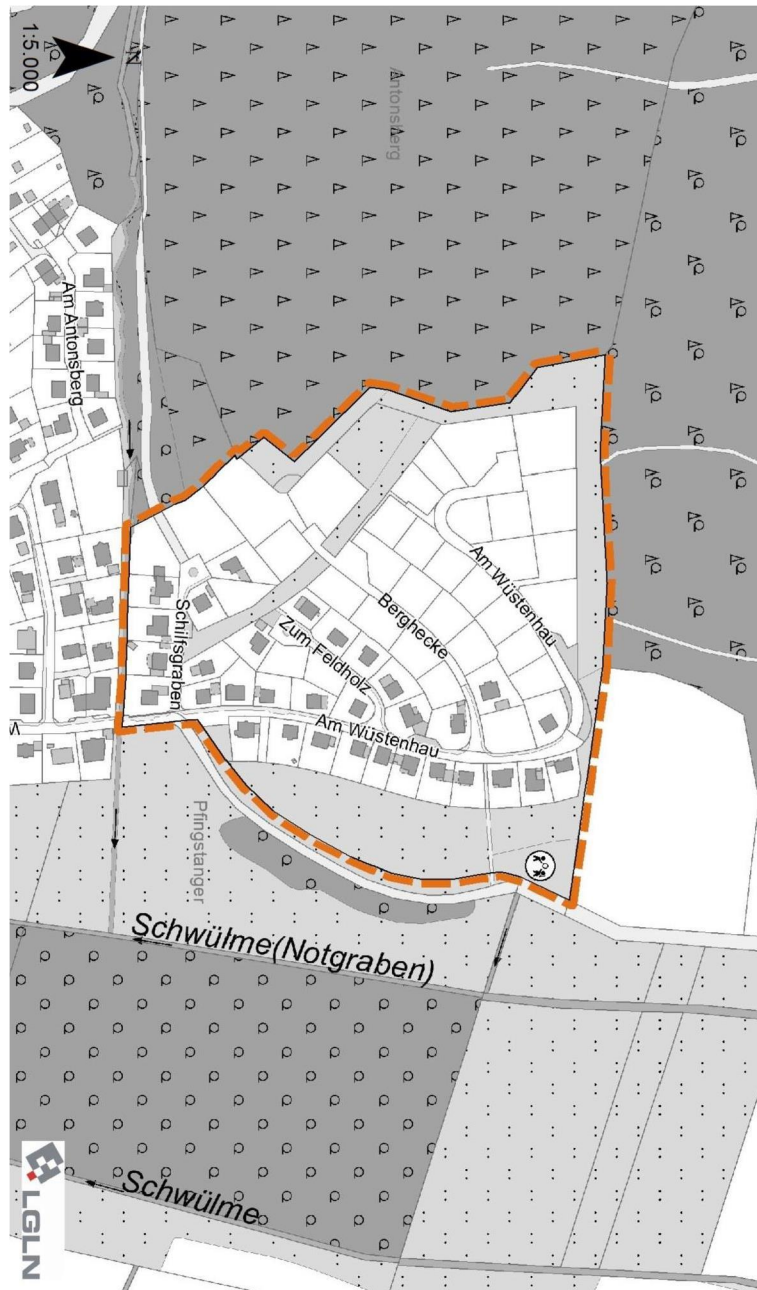 1:5.000
N
Antonsberg
Am Antonsberg
Am Wüstenhau
Berghecke
Zum Feldholz
Schilfsgraben
Am Wüstenhau
Pfingstanger
Schwülme(Notgraben)
Schwülme
LGLN